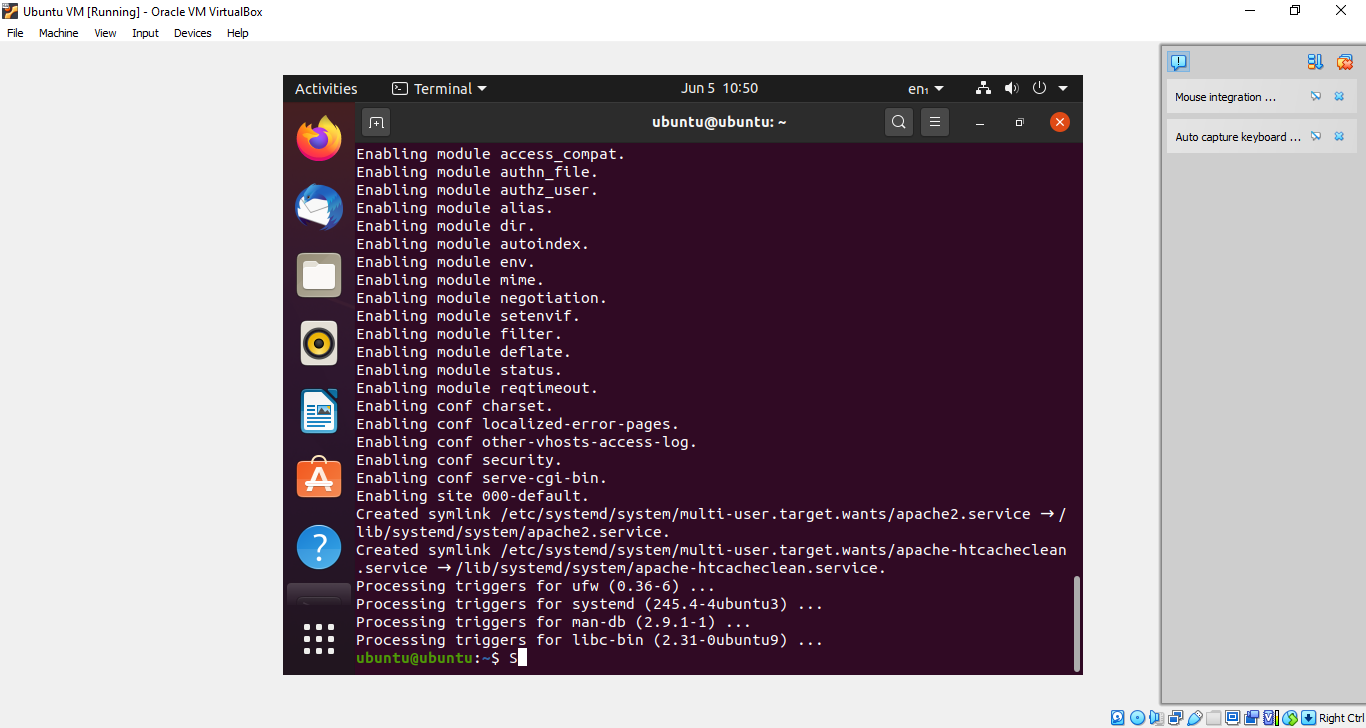 Ubuntu VM [Running] - Oracle VM VirtualBox
File Machine View Input Devices Help
Activities Terminal Jun 5 10:50 en₁
ubuntu@ubuntu: ~
Enabling module access_compat.
Enabling module authn_file.
Enabling module authz_user.
Enabling module alias.
Enabling module dir.
Enabling module autoindex.
Enabling module env.
Enabling module mime.
Enabling module negotiation.
Enabling module setenvif.
Enabling module filter.
Enabling module deflate.
Enabling module status.
Enabling module reqtimeout.
Enabling conf charset.
Enabling conf localized-error-pages.
Enabling conf other-vhosts-access-log.
Enabling conf security.
Enabling conf serve-cgi-bin.
Enabling site 000-default.
Created symlink /etc/systemd/system/multi-user.target.wants/apache2.service → /
lib/systemd/system/apache2.service.
Created symlink /etc/systemd/system/multi-user.target.wants/apache-htcacheclean
.service → /lib/systemd/system/apache-htcacheclean.service.
Processing triggers for ufw (0.36-6) ...
Processing triggers for systemd (245.4-4ubuntu3) ...
Processing triggers for man-db (2.9.1-1) ...
Processing triggers for libc-bin (2.31-0ubuntu9) ...
ubuntu@ubuntu:~$ S
Mouse integration ...
Auto capture keyboard ...
Right Ctrl